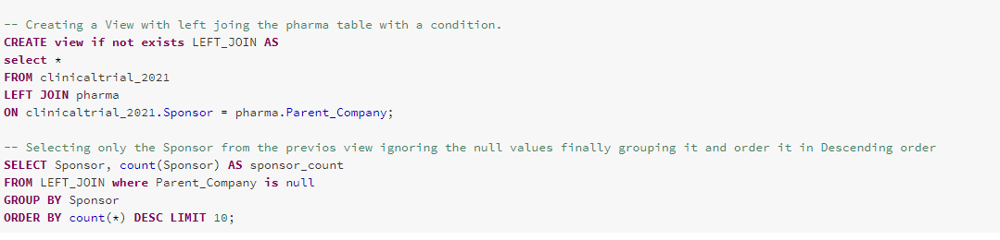 -- Creating a View with left joing the pharma table with a condition.
CREATE view if not exists LEFT_JOIN AS
select *
FROM clinicaltrial_2021
LEFT JOIN pharma
ON clinicaltrial_2021.Sponsor = pharma.Parent_Company;

-- Selecting only the Sponsor from the previos view ignoring the null values finally grouping it and order it in Descending order
SELECT Sponsor, count(Sponsor) AS sponsor_count
FROM LEFT_JOIN where Parent_Company is null
GROUP BY Sponsor
ORDER BY count(*) DESC LIMIT 10;